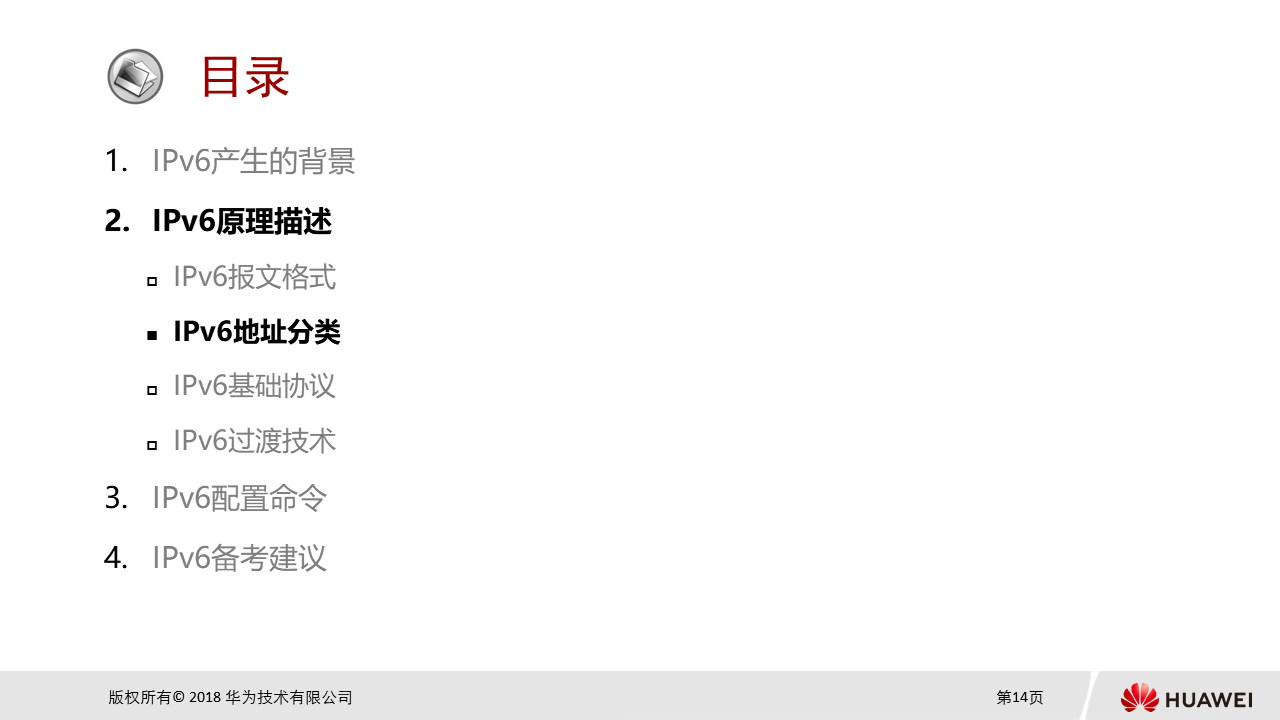 目录
1. IPv6产生的背景
2. IPv6原理描述
IPv6报文格式
IPv6地址分类
IPv6基础协议
IPv6过渡技术
3. IPv6配置命令
4. IPv6备考建议
版权所有© 2018 华为技术有限公司
第14页
HUAWEI